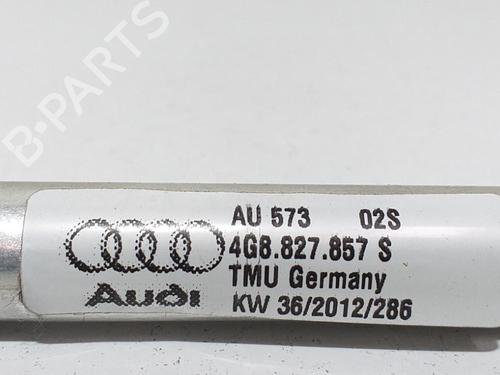 B-PARTS
AU 573 02S
4G8.827.857 S
TMU Germany
Audi
KW 36/2012/286